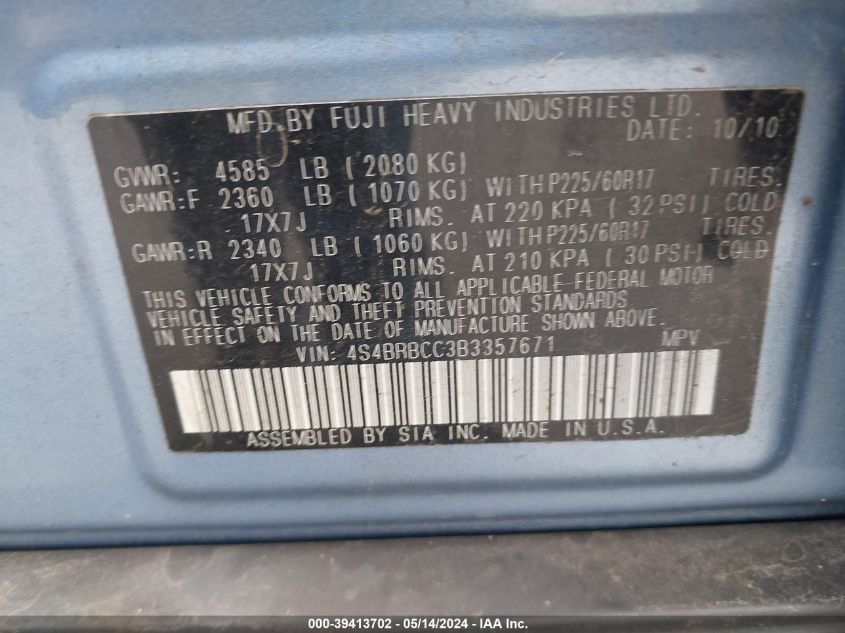 MFD.BY FUJI HEAVY INDUSTRIES LTD.
DATE: 10/10
GVWR: 4585 LB (2080 KG)
GAWR:F 2360 LB (1070 KG) WITH P225/60R17 TIRES.
17X7J RIMS. AT 220 KPA (32 PSI) COLD
GAWR:R 2340 LB (1060 KG) WITH P225/60R17 TIRES.
17X7J RIMS. AT 210 KPA (30 PSI) COLD
THIS VEHICLE CONFORMS TO ALL APPLICABLE FEDERAL MOTOR
VEHICLE SAFETY AND THEFT PREVENTION STANDARDS
IN EFFECT ON THE DATE OF MANUFACTURE SHOWN ABOVE.
VIN: 4S4BRBCC3B3357671 MPV
ASSEMBLED BY SIA INC. MADE IN U.S.A.
000-39413702 - 05/14/2024 - IAA Inc.